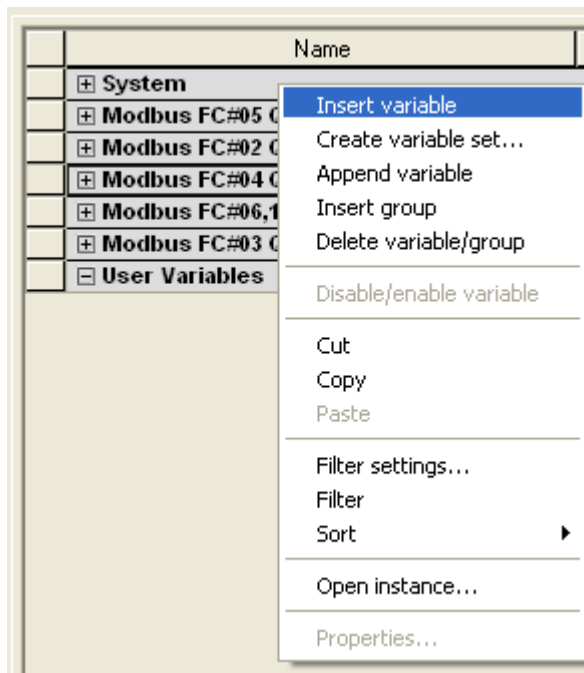 Name
System
Modbus FC#05
Modbus FC#02
Modbus FC#04
Modbus FC#06,1
Modbus FC#03
User Variables
Insert variable
Create variable set...
Append variable
Insert group
Delete variable/group
Disable/enable variable
Cut
Copy
Paste
Filter settings...
Filter
Sort
Open instance...
Properties...